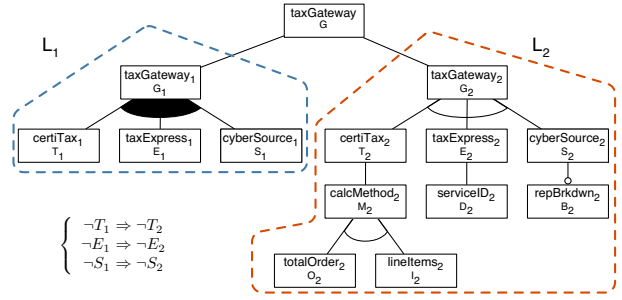 taxGateway
G
L₁
L₂
taxGateway₁
G₁
taxGateway₂
G₂
certiTax₁
T₁
taxExpress₁
E₁
cyberSource₁
S₁
certiTax₂
T₂
taxExpress₂
E₂
cyberSource₂
S₂
calcMethod₂
M₂
serviceID₂
D₂
repBrkdwn₂
B₂
¬T₁ ⇒ ¬T₂
¬E₁ ⇒ ¬E₂
¬S₁ ⇒ ¬S₂
totalOrder₂
O₂
lineItems₂
I₂